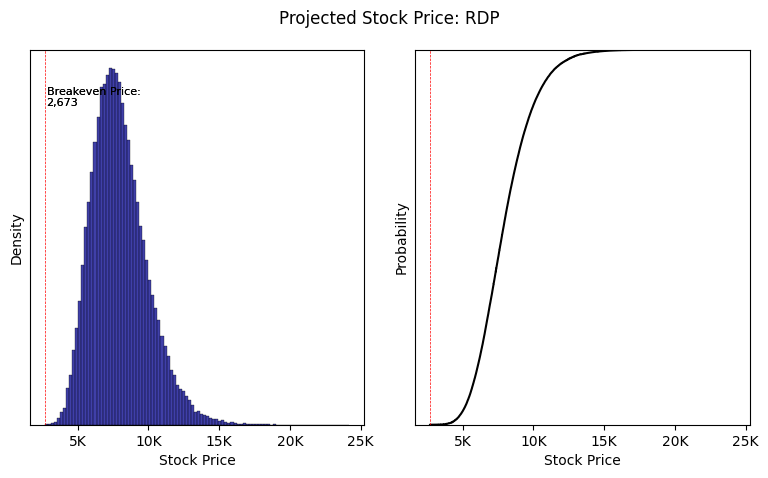 Projected Stock Price: RDP
Breakeven Price:
2,673
Density
5K 10K 15K 20K 25K
Stock Price
Probability
5K 10K 15K 20K 25K
Stock Price